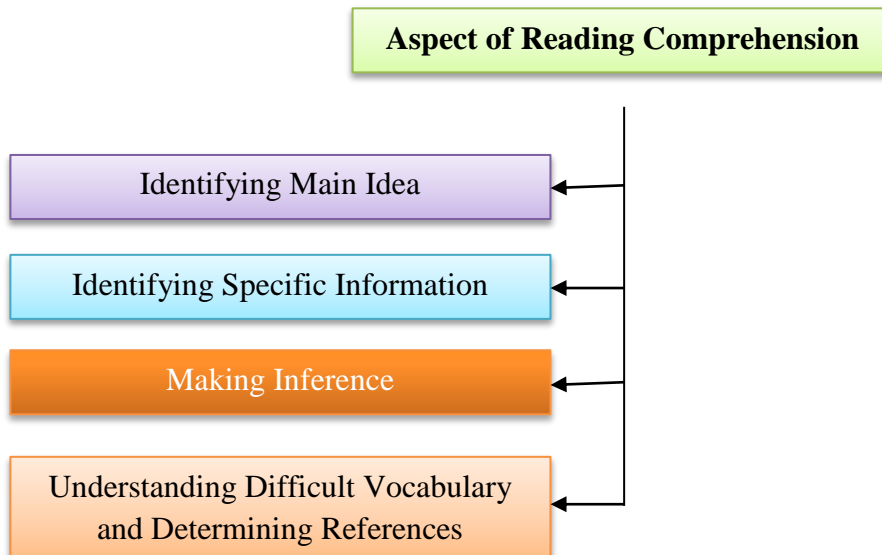 Aspect of Reading Comprehension
Identifying Main Idea
Identifying Specific Information
Making Inference
Understanding Difficult Vocabulary
and Determining References